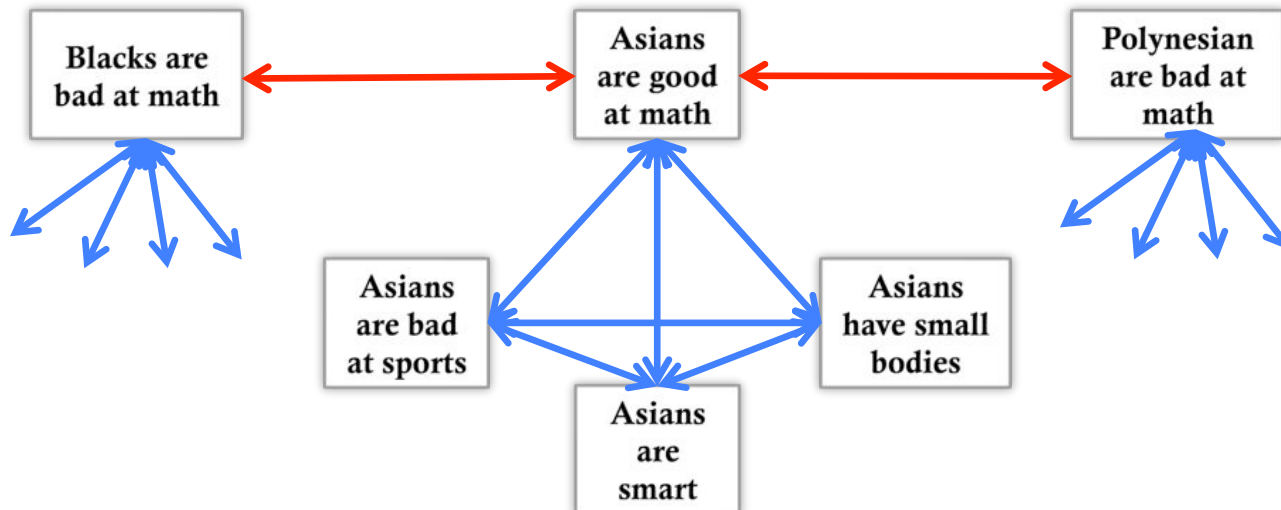 Blacks are
bad at math
Asians
are good
at math
Polynesian
are bad at
math
Asians
are bad
at sports
Asians
have small
bodies
Asians
are
smart